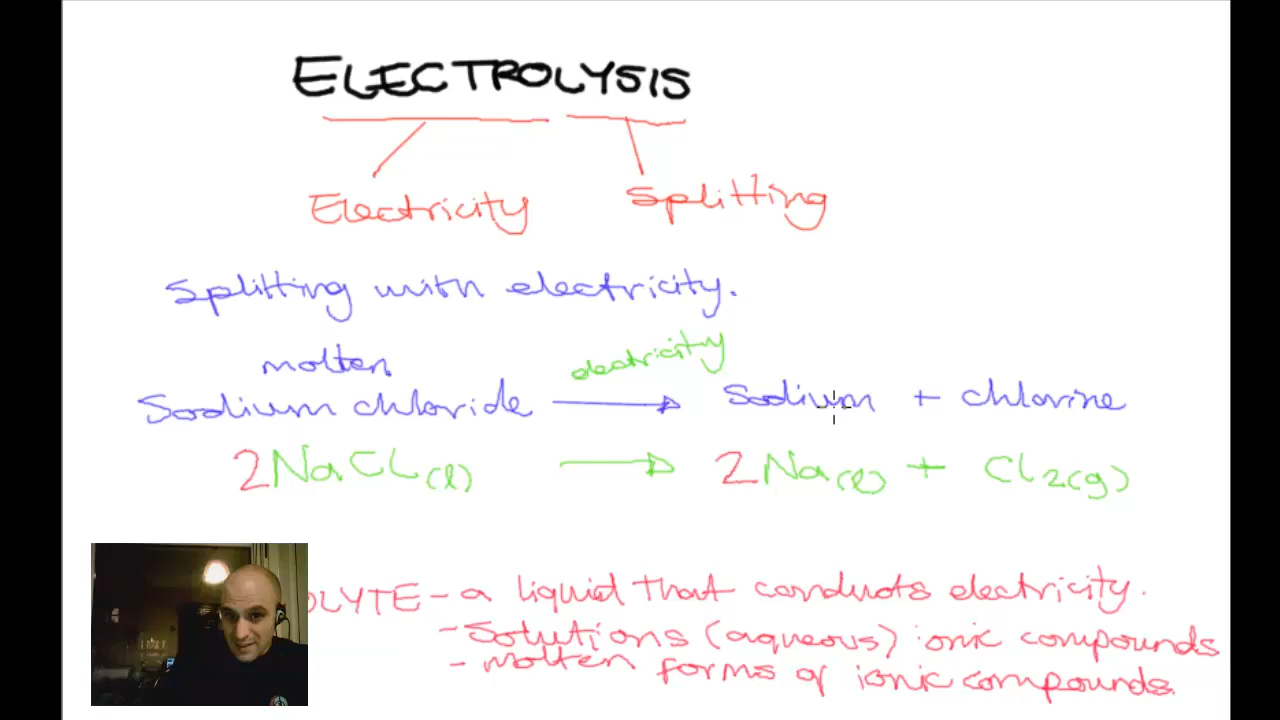 ELECTROLYSIS
Electricity Splitting
Splitting with electricity.
molten electricity
Sodium chloride → Sodium + chlorine
2NaCl(l) → 2Na(l) + Cl2(g)
OLYTE - a liquid that conducts electricity.
- Solutions (aqueous) ionic compounds
- molten forms of ionic compounds.